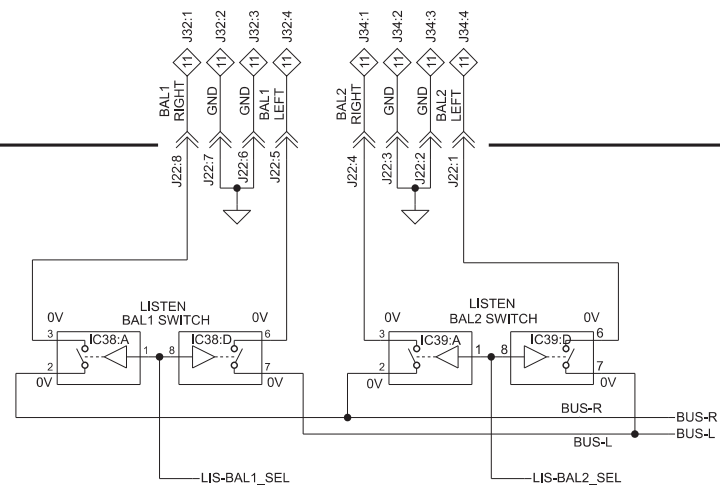 J32:1 J32:2 J32:3 J32:4 J34:1 J34:2 J34:3 J34:4
11 11 11 11 11 11 11 11
BAL1 RIGHT GND GND BAL1 LEFT BAL2 RIGHT GND GND BAL2 LEFT
J22:8 J22:7 J22:6 J22:5 J22:4 J22:3 J22:2 J22:1
0V LISTEN 0V 0V LISTEN 0V
BAL1 SWITCH BAL2 SWITCH
3 IC38:A IC38:D 6 3 IC39:A IC39:D 6
1 8 1 8
2 7 2 7
0V 0V 0V 0V
BUS-R BUS-R
BUS-L BUS-L
LIS-BAL1_SEL LIS-BAL2_SEL